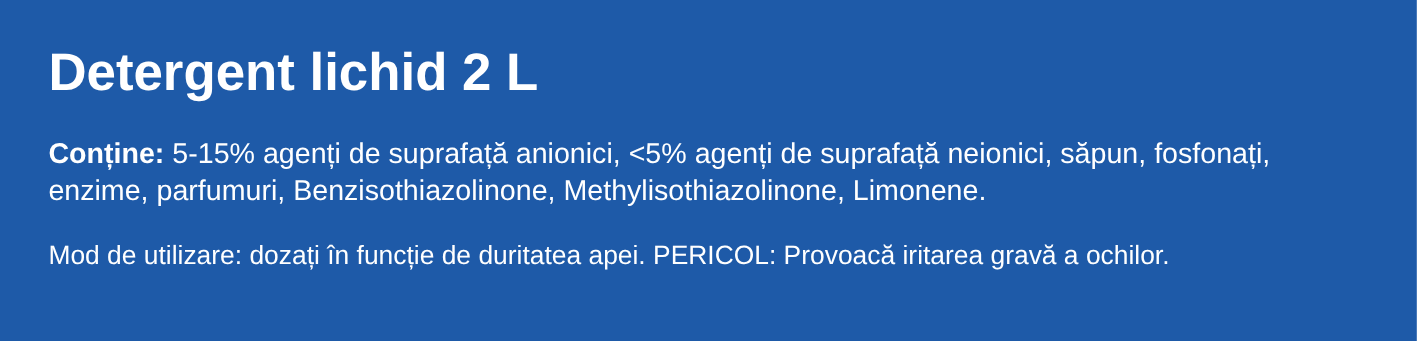 Detergent lichid 2 L
Conține: 5-15% agenți de suprafață anionici, <5% agenți de suprafață neionici, săpun, fosfonați,
enzime, parfumuri, Benzisothiazolinone, Methylisothiazolinone, Limonene.
Mod de utilizare: dozați în funcție de duritatea apei. PERICOL: Provoacă iritarea gravă a ochilor.